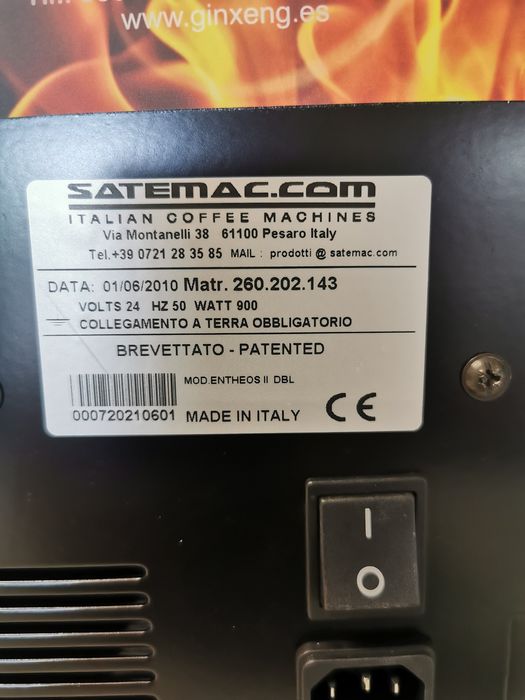 www.ginxeng.es
SATEMAC.COM
ITALIAN COFFEE MACHINES
Via Montanelli 38 61100 Pesaro Italy
Tel.+39 0721 28 35 85 MAIL : prodotti @ satemac.com
DATA: 01/06/2010 Matr. 260.202.143
VOLTS 24 HZ 50 WATT 900
COLLEGAMENTO A TERRA OBBLIGATORIO
BREVETTATO - PATENTED
MOD.ENTHEOS II DBL
000720210601 MADE IN ITALY CE
I
O